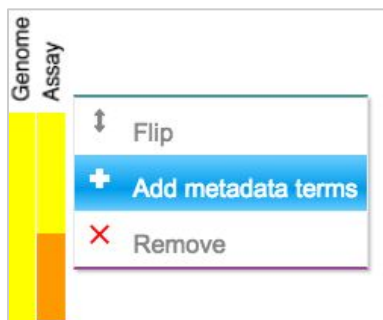 Genome
Assay
Flip
Add metadata terms
Remove